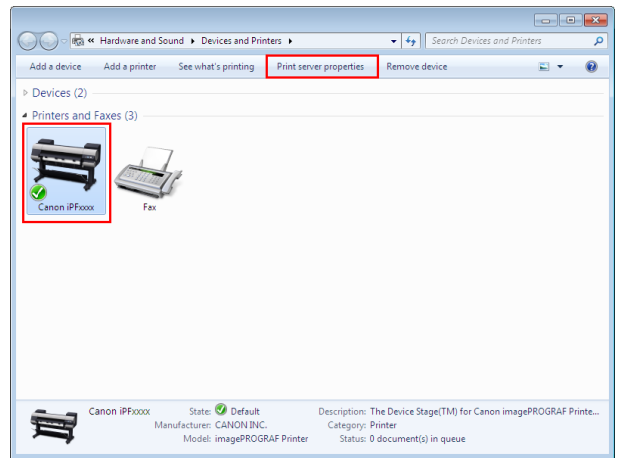 « Hardware and Sound ▸ Devices and Printers ▸ Search Devices and Printers
Add a device Add a printer See what's printing Print server properties Remove device
Devices (2)
Printers and Faxes (3)
Canon iPFxxxx
Fax
Canon iPFxxxx State: Default Description: The Device Stage(TM) for Canon imagePROGRAF Printe...
Manufacturer: CANON INC. Category: Printer
Model: imagePROGRAF Printer Status: 0 document(s) in queue